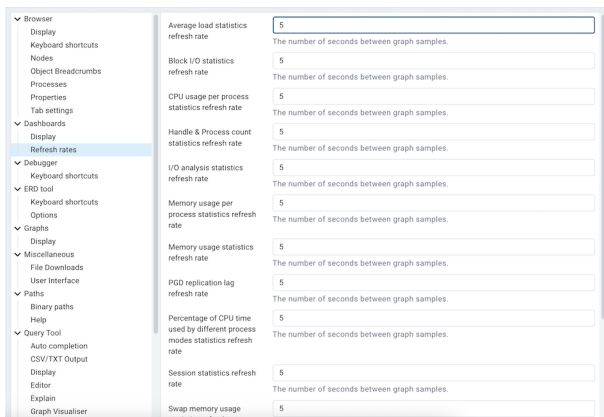 Browser
Display
Keyboard shortcuts
Nodes
Object Breadcrumbs
Processes
Properties
Tab settings
Dashboards
Display
Refresh rates
Debugger
Keyboard shortcuts
ERD tool
Keyboard shortcuts
Options
Graphs
Display
Miscellaneous
File Downloads
User Interface
Paths
Binary paths
Help
Query Tool
Auto completion
CSV/TXT Output
Display
Editor
Explain
Graph Visualiser
Average load statistics
refresh rate
5
The number of seconds between graph samples.
Block I/O statistics
refresh rate
5
The number of seconds between graph samples.
CPU usage per process
statistics refresh rate
5
The number of seconds between graph samples.
Handle & Process count
statistics refresh rate
5
The number of seconds between graph samples.
I/O analysis statistics
refresh rate
5
The number of seconds between graph samples.
Memory usage per
process statistics refresh
rate
5
The number of seconds between graph samples.
Memory usage statistics
refresh rate
5
The number of seconds between graph samples.
PGD replication lag
refresh rate
5
The number of seconds between graph samples.
Percentage of CPU time
used by different process
modes statistics refresh
rate
5
The number of seconds between graph samples.
Session statistics refresh
rate
5
The number of seconds between graph samples.
Swap memory usage
5